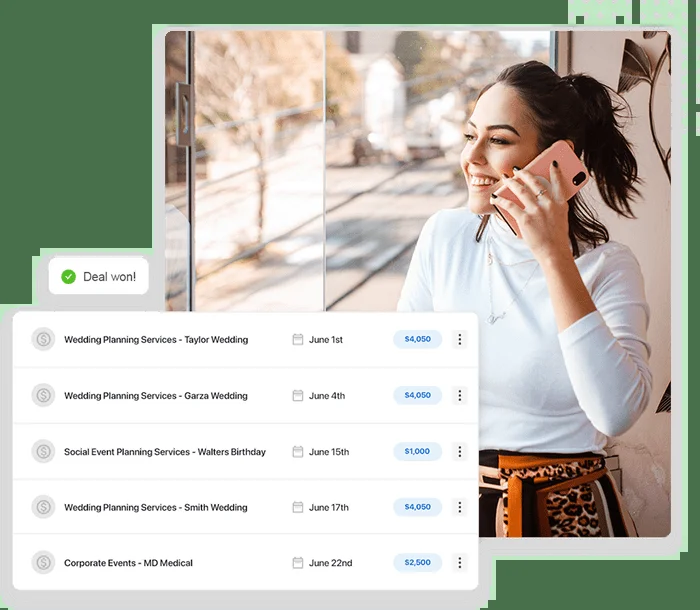 Deal won!
Wedding Planning Services - Taylor Wedding June 1st $4,050
Wedding Planning Services - Garza Wedding June 4th $4,050
Social Event Planning Services - Walters Birthday June 15th $1,000
Wedding Planning Services - Smith Wedding June 17th $4,050
Corporate Events - MD Medical June 22nd $2,500